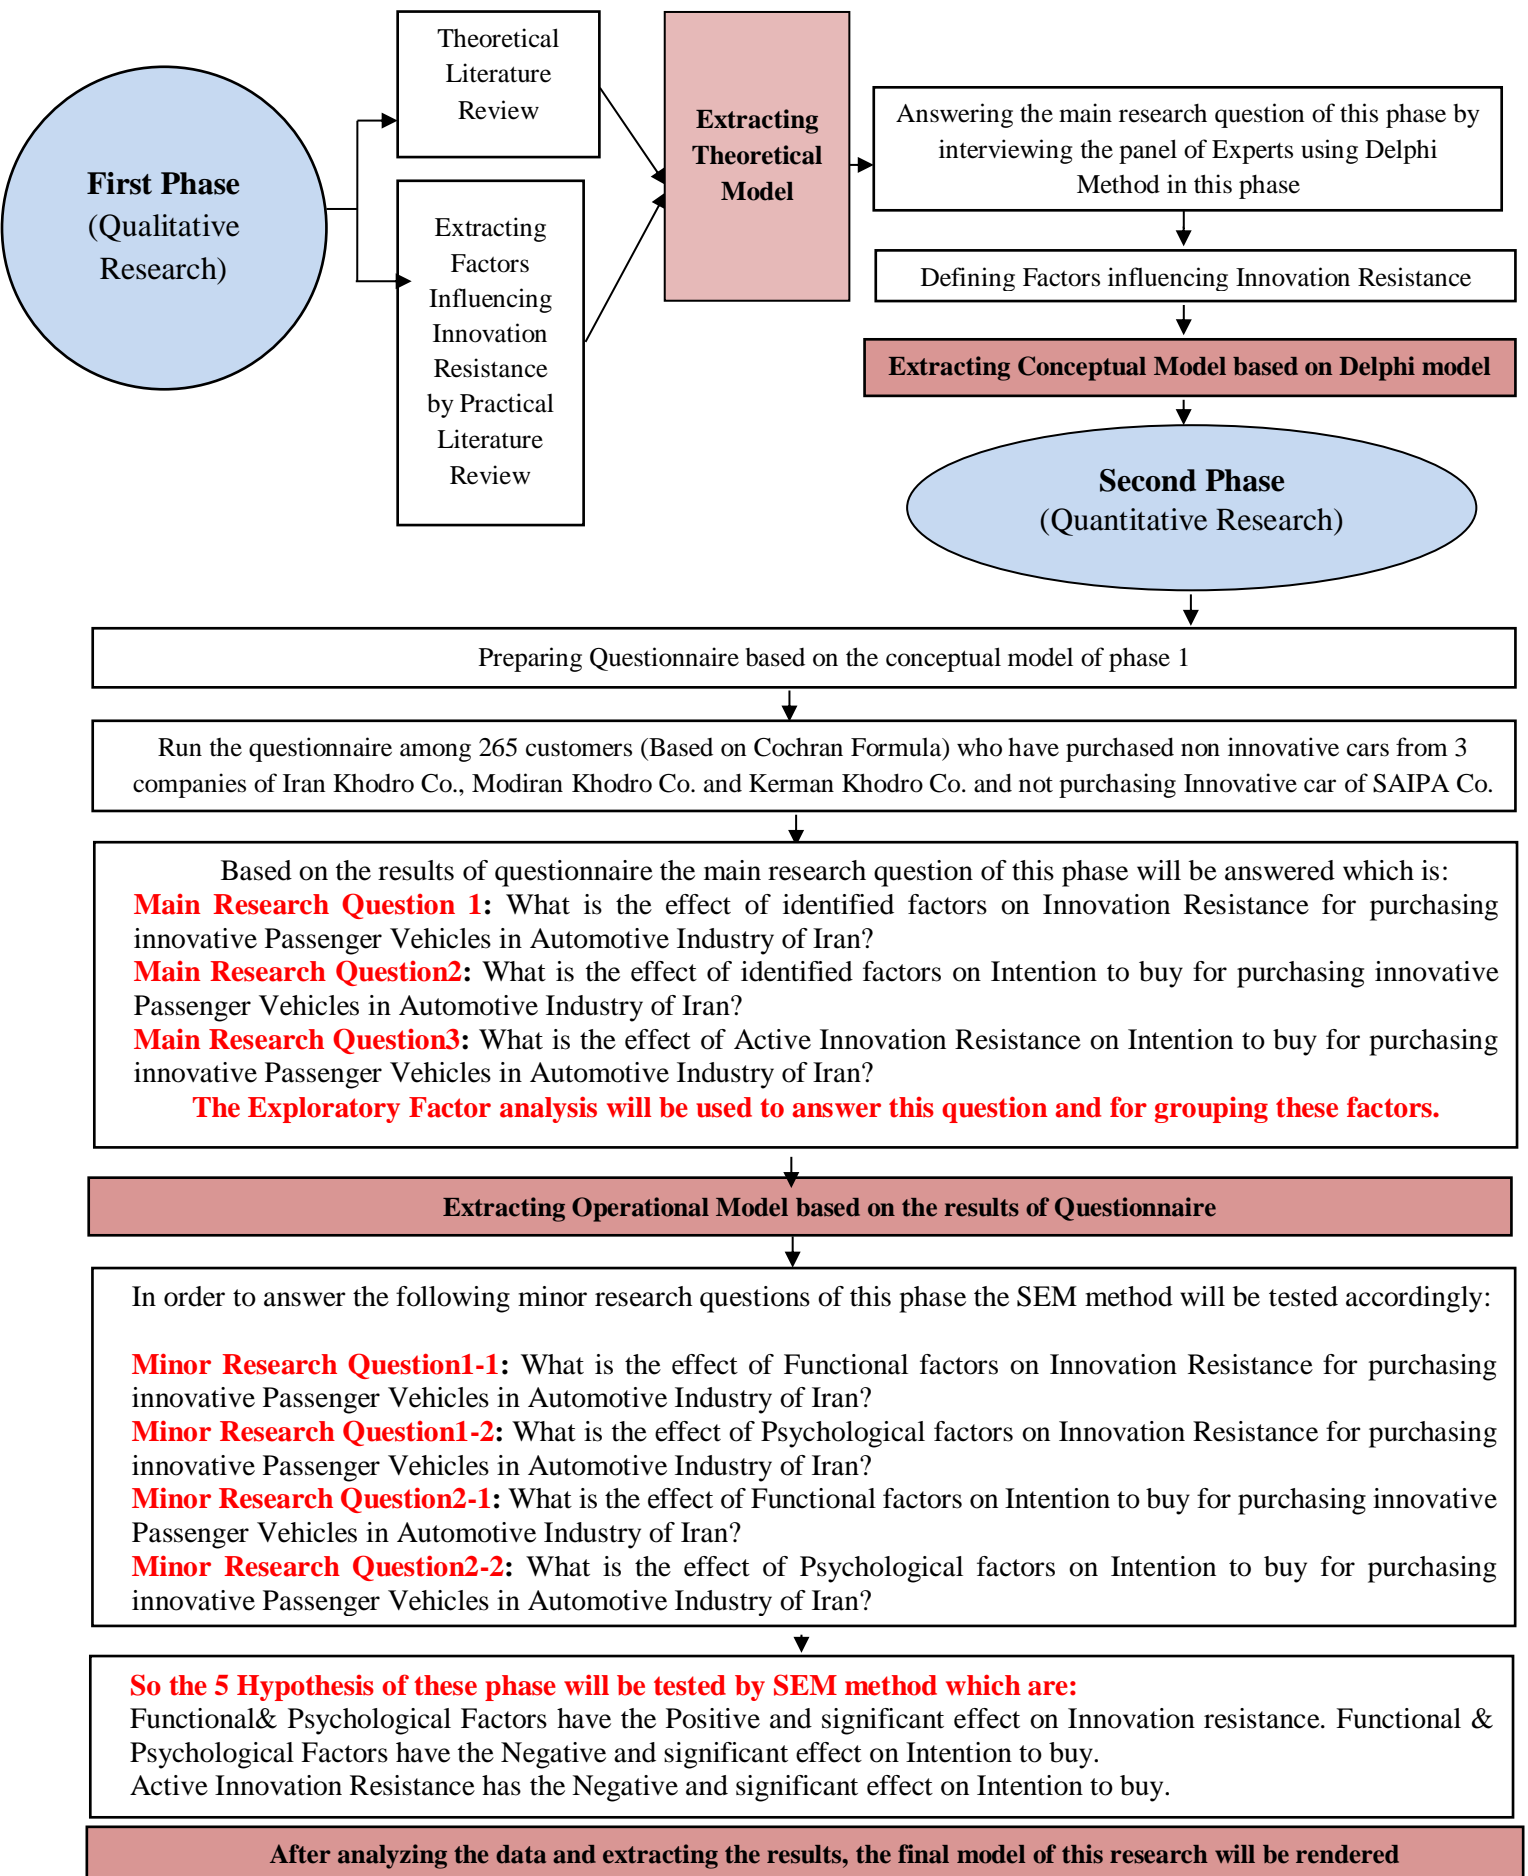 First Phase
(Qualitative
Research)
Theoretical
Literature
Review
Extracting
Factors
Influencing
Innovation
Resistance
by Practical
Literature
Review
Extracting
Theoretical
Model
Answering the main research question of this phase by
interviewing the panel of Experts using Delphi
Method in this phase
Defining Factors influencing Innovation Resistance
Extracting Conceptual Model based on Delphi model
Second Phase
(Quantitative Research)
Preparing Questionnaire based on the conceptual model of phase 1
Run the questionnaire among 265 customers (Based on Cochran Formula) who have purchased non innovative cars from 3
companies of Iran Khodro Co., Modiran Khodro Co. and Kerman Khodro Co. and not purchasing Innovative car of SAIPA Co.
Based on the results of questionnaire the main research question of this phase will be answered which is:
Main Research Question 1: What is the effect of identified factors on Innovation Resistance for purchasing
innovative Passenger Vehicles in Automotive Industry of Iran?
Main Research Question2: What is the effect of identified factors on Intention to buy for purchasing innovative
Passenger Vehicles in Automotive Industry of Iran?
Main Research Question3: What is the effect of Active Innovation Resistance on Intention to buy for purchasing
innovative Passenger Vehicles in Automotive Industry of Iran?
The Exploratory Factor analysis will be used to answer this question and for grouping these factors.
Extracting Operational Model based on the results of Questionnaire
In order to answer the following minor research questions of this phase the SEM method will be tested accordingly:
Minor Research Question1-1: What is the effect of Functional factors on Innovation Resistance for purchasing
innovative Passenger Vehicles in Automotive Industry of Iran?
Minor Research Question1-2: What is the effect of Psychological factors on Innovation Resistance for purchasing
innovative Passenger Vehicles in Automotive Industry of Iran?
Minor Research Question2-1: What is the effect of Functional factors on Intention to buy for purchasing innovative
Passenger Vehicles in Automotive Industry of Iran?
Minor Research Question2-2: What is the effect of Psychological factors on Intention to buy for purchasing
innovative Passenger Vehicles in Automotive Industry of Iran?
So the 5 Hypothesis of these phase will be tested by SEM method which are:
Functional& Psychological Factors have the Positive and significant effect on Innovation resistance. Functional &
Psychological Factors have the Negative and significant effect on Intention to buy.
Active Innovation Resistance has the Negative and significant effect on Intention to buy.
After analyzing the data and extracting the results, the final model of this research will be rendered